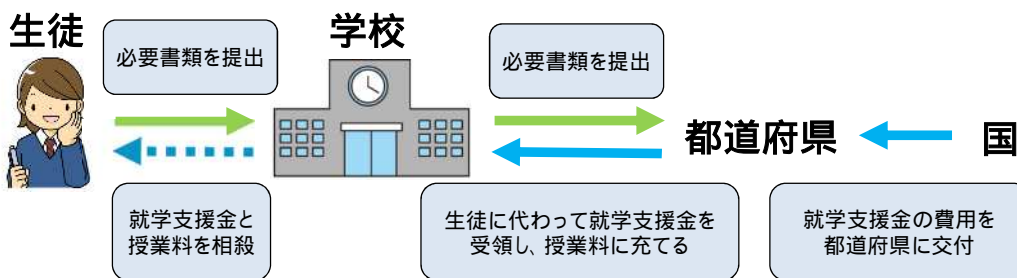 生徒
必要書類を提出
学校
必要書類を提出
都道府県
国
就学支援金と
授業料を相殺
生徒に代わって就学支援金を
受領し、授業料に充てる
就学支援金の費用を
都道府県に交付